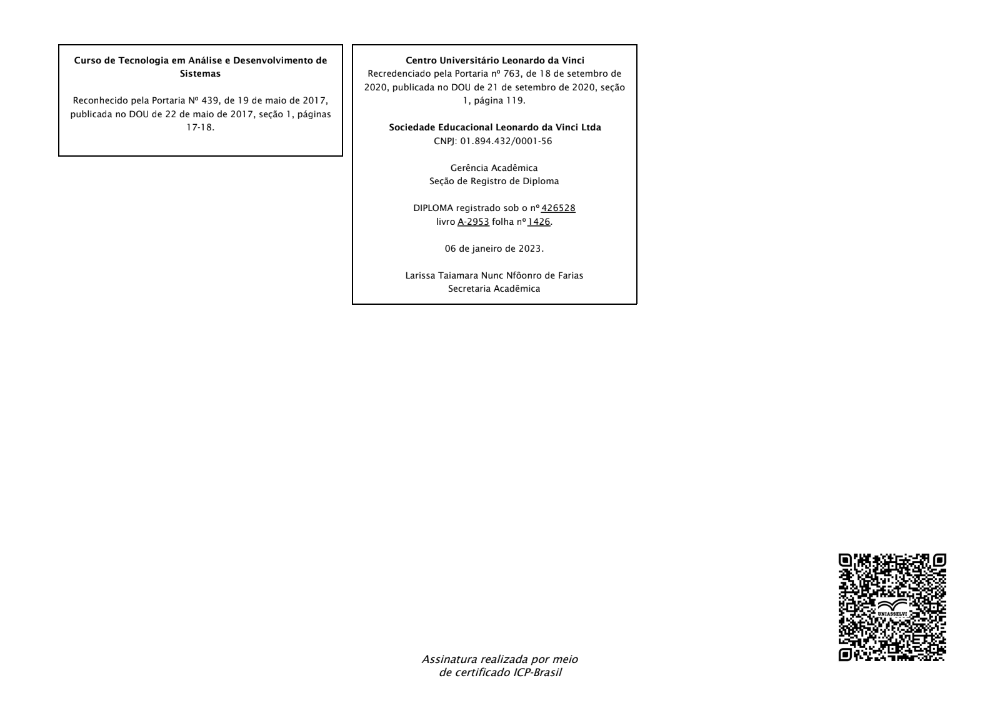 Curso de Tecnologia em Análise e Desenvolvimento de
Sistemas
Reconhecido pela Portaria Nº 439, de 19 de maio de 2017,
publicada no DOU de 22 de maio de 2017, seção 1, páginas
17-18.
Centro Universitário Leonardo da Vinci
Recredenciado pela Portaria nº 763, de 18 de setembro de
2020, publicada no DOU de 21 de setembro de 2020, seção
1, página 119.
Sociedade Educacional Leonardo da Vinci Ltda
CNPJ: 01.894.432/0001-56
Gerência Acadêmica
Seção de Registro de Diploma
DIPLOMA registrado sob o nº 426528
livro A-2953 folha nº 1426.
06 de janeiro de 2023.
Larissa Taiamara Nunc Nfôonro de Farias
Secretaria Acadêmica
UNIASSELVI
Assinatura realizada por meio
de certificado ICP-Brasil